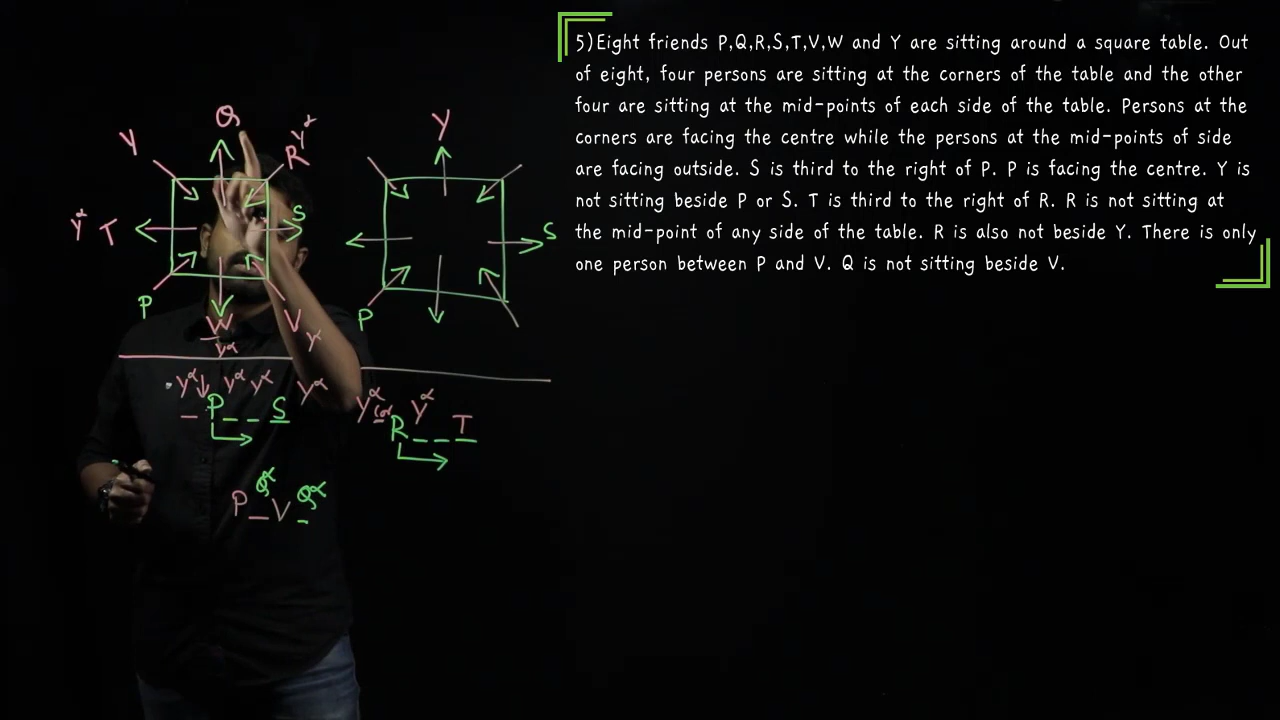 5)Eight friends P,Q,R,S,T,V,W and Y are sitting around a square table. Out
of eight, four persons are sitting at the corners of the table and the other
four are sitting at the mid-points of each side of the table. Persons at the
corners are facing the centre while the persons at the mid-points of side
are facing outside. S is third to the right of P. P is facing the centre. Y is
not sitting beside P or S. T is third to the right of R. R is not sitting at
the mid-point of any side of the table. R is also not beside Y. There is only
one person between P and V. Q is not sitting beside V.
Q
Y
R Y
Y T
S
P
W
V
Y
Y
Y
S
P
Y Y Y Y
P _ _ S
Y Cor Y
R _ _ T
Q Q
P _ V _